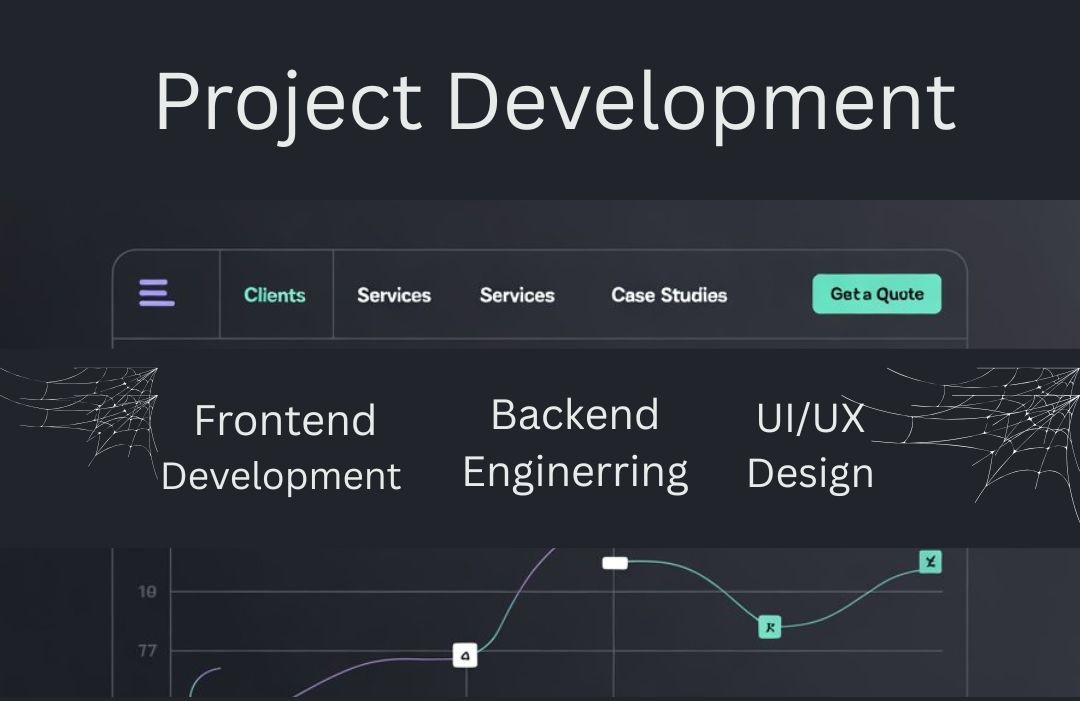 Project Development
Clients Services Services Case Studies Get a Quote
Frontend Backend UI/UX
Development Enginerring Design
10
77